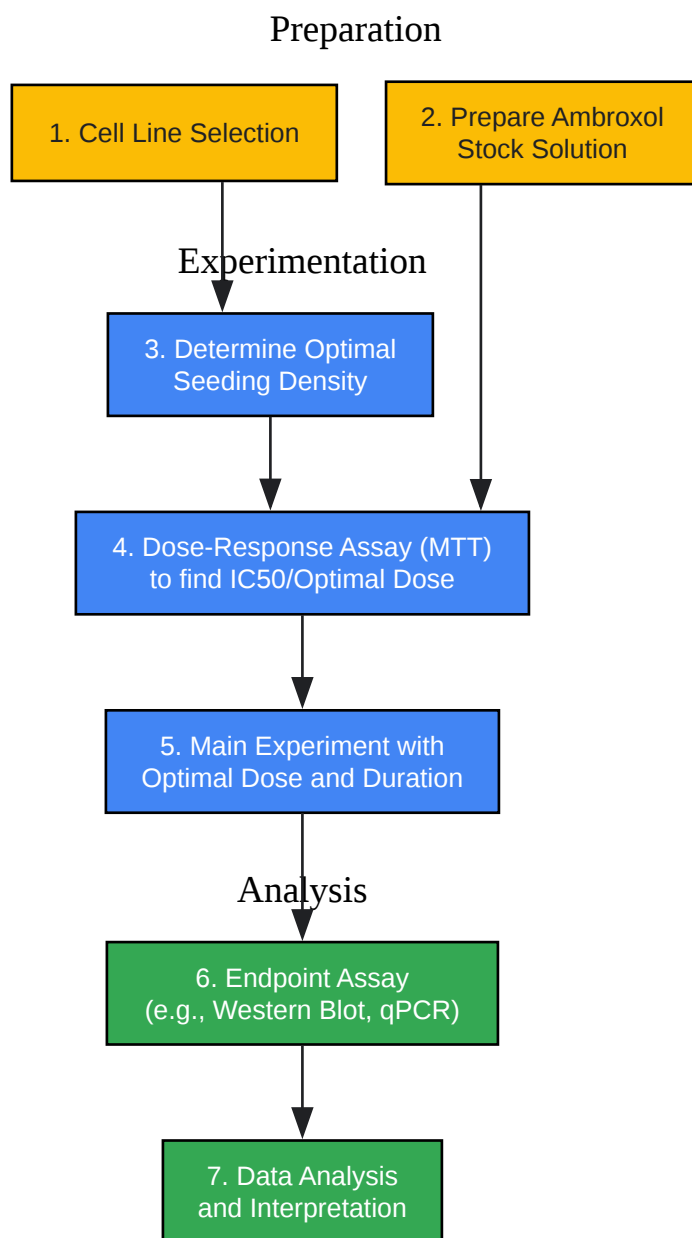 Preparation
1. Cell Line Selection
2. Prepare Ambroxol
Stock Solution
Experimentation
3. Determine Optimal
Seeding Density
4. Dose-Response Assay (MTT)
to find IC50/Optimal Dose
5. Main Experiment with
Optimal Dose and Duration
Analysis
6. Endpoint Assay
(e.g., Western Blot, qPCR)
7. Data Analysis
and Interpretation